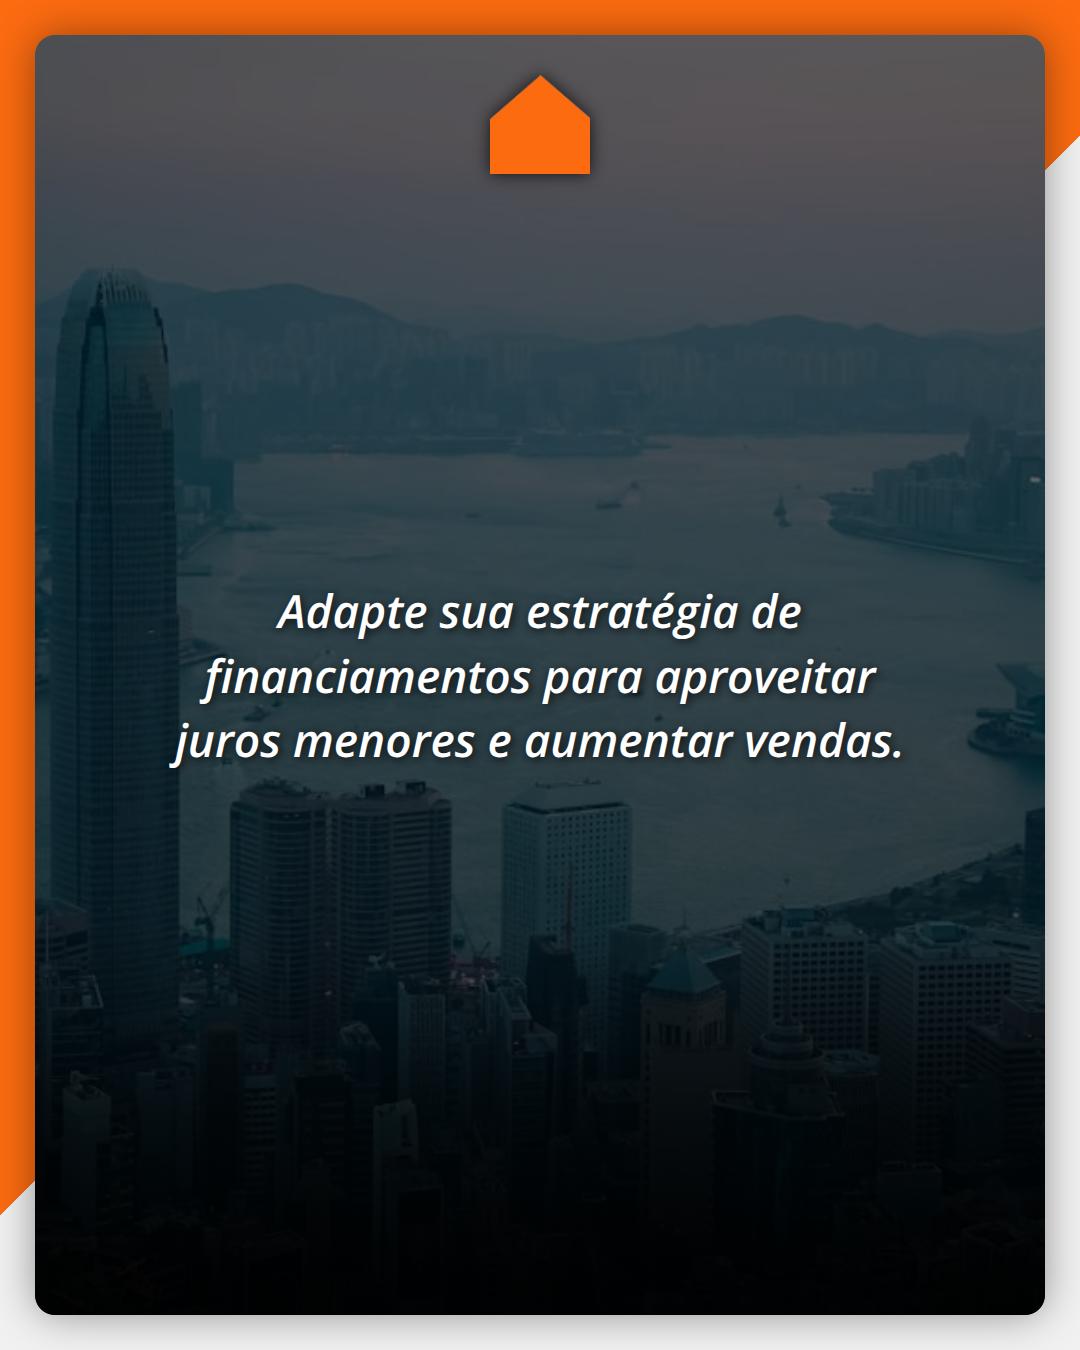 Adapte sua estratégia de
financiamentos para aproveitar
juros menores e aumentar vendas.